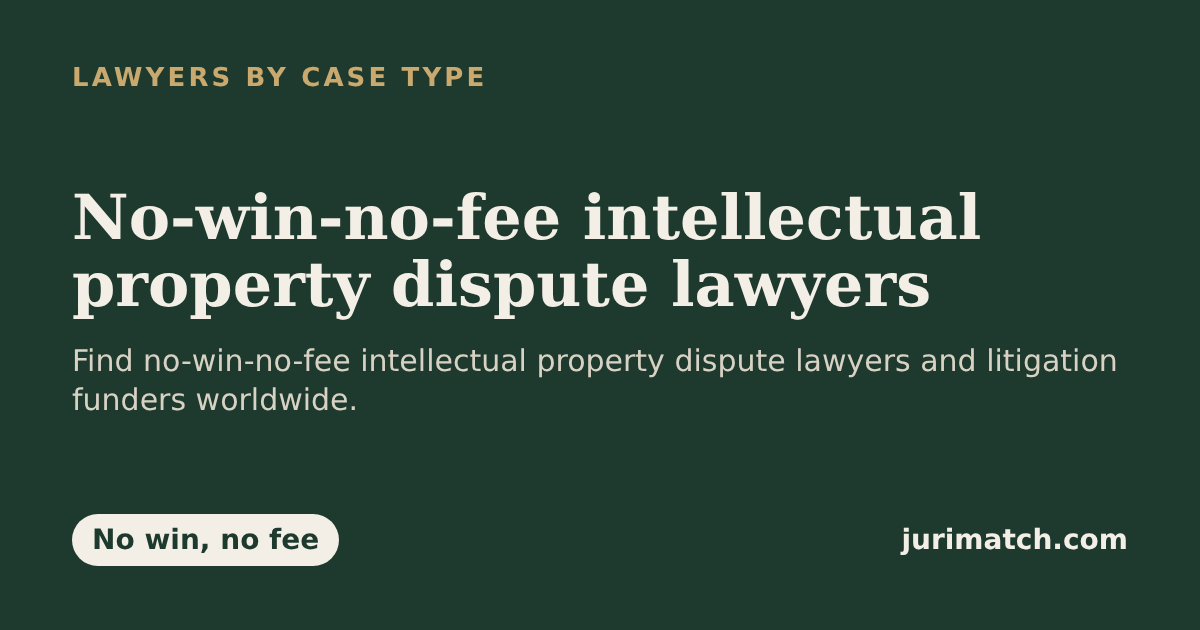 LAWYERS BY CASE TYPE
No-win-no-fee intellectual
property dispute lawyers
Find no-win-no-fee intellectual property dispute lawyers and litigation
funders worldwide.
No win, no fee
jurimatch.com